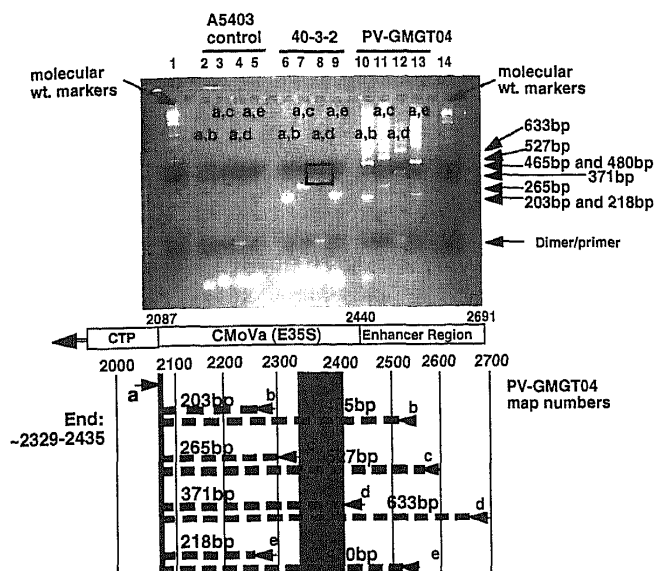 A5403 control
40-3-2
PV-GMGT04
1 2 3 4 5 6 7 8 9 10 11 12 13 14
molecular wt. markers
molecular wt. markers
a,c a,e a,c a,e a,c a,e
a,b a,d a,b a,d a,b a,d
633bp
527bp
465bp and 480bp
371bp
265bp
203bp and 218bp
Dimer/primer
2087 2440 2691
CTP CMoVa (E35S) Enhancer Region
2000 2100 2200 2300 2400 2500 2600 2700
PV-GMGT04 map numbers
a
End: ~2329-2435
203bp b
5bp b
265bp
27bp c
371bp d
633bp d
218bp e
0bp e